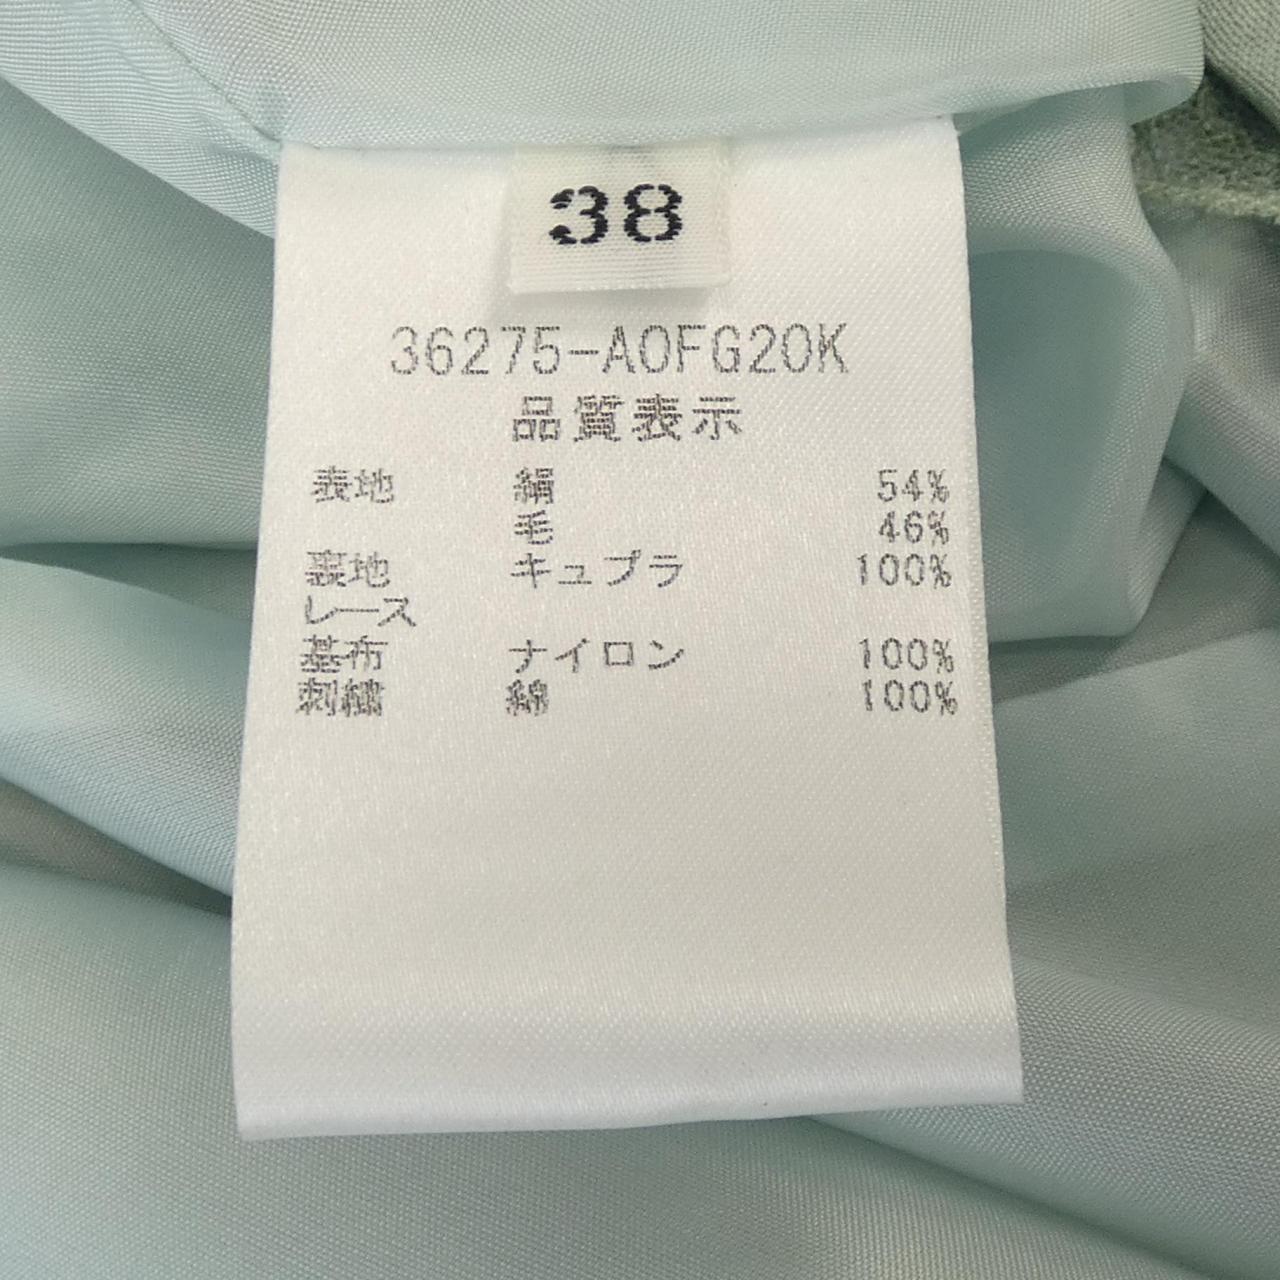 38
36275-A0FG20K
品質表示
表地 絹 54%
毛 46%
裏地 キュプラ 100%
レース
基布 ナイロン 100%
刺繍 綿 100%